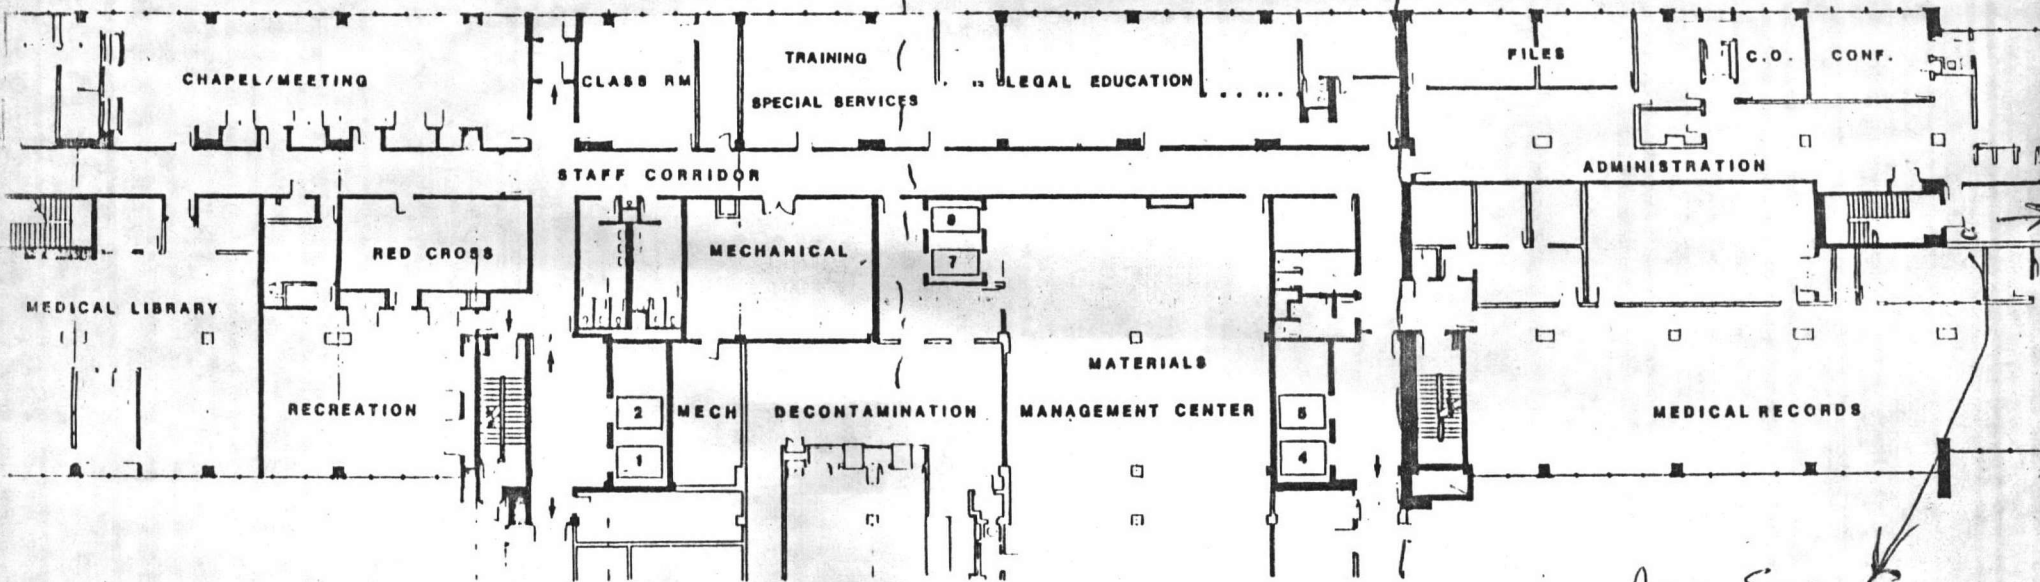 CHAPEL/MEETING
CLASS RM
TRAINING
SPECIAL SERVICES
LEGAL EDUCATION
FILES
C.O.
CONF.
STAFF CORRIDOR
ADMINISTRATION
RED CROSS
MECHANICAL
8
7
MEDICAL LIBRARY
MATERIALS
MANAGEMENT CENTER
RECREATION
2
1
MECH
DECONTAMINATION
5
4
MEDICAL RECORDS